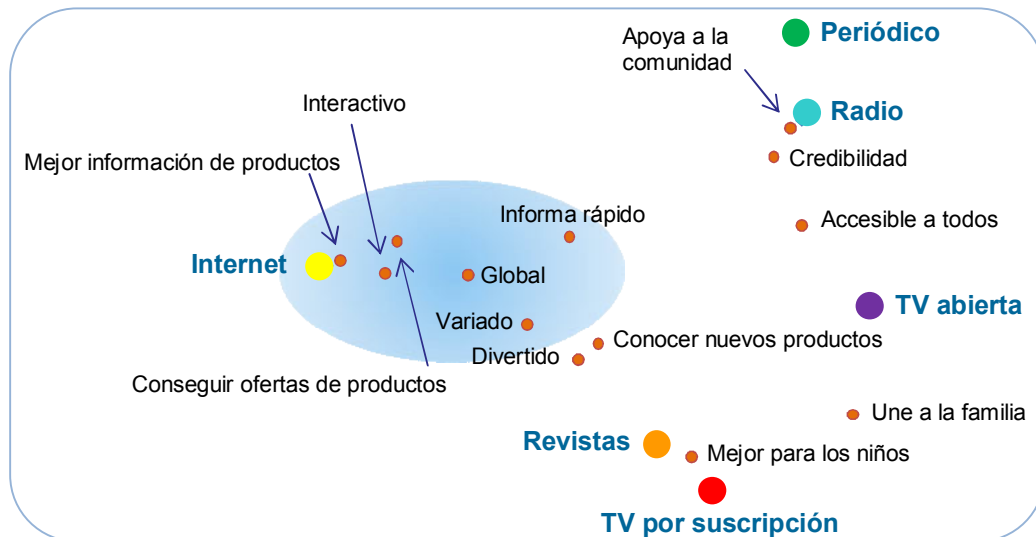 Periódico
Apoya a la
comunidad
Interactivo
Radio
Mejor información de productos
Credibilidad
Informa rápido
Accesible a todos
Internet
Global
TV abierta
Variado
Conocer nuevos productos
Divertido
Conseguir ofertas de productos
Une a la familia
Revistas
Mejor para los niños
TV por suscripción